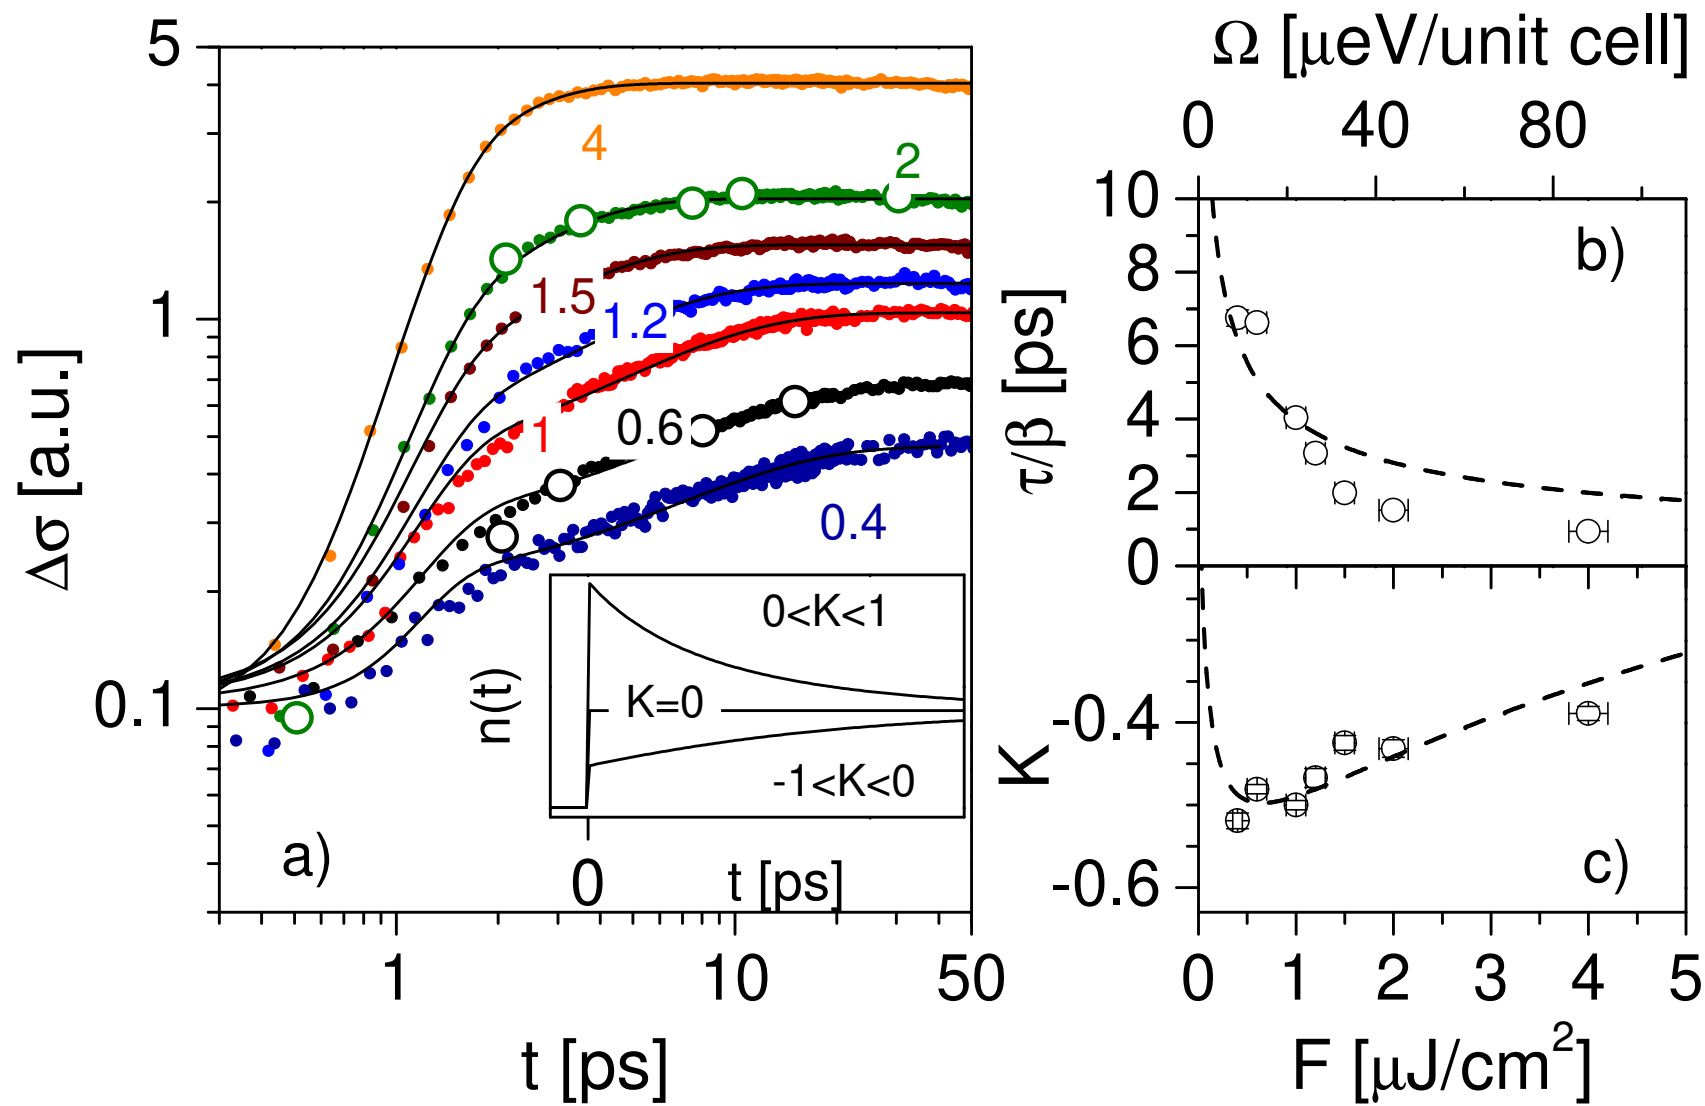 5
1
0.1
Δσ [a.u.]
4
2
1.5
1.2
1
0.6
0.4
a)
n(t)
0<K<1
K=0
-1<K<0
0
t [ps]
1
10
50
t [ps]
Ω [μeV/unit cell]
0
40
80
10
8
6
4
2
0
τ/β [ps]
b)
-0.4
-0.6
K
c)
0
1
2
3
4
5
F [μJ/cm²]